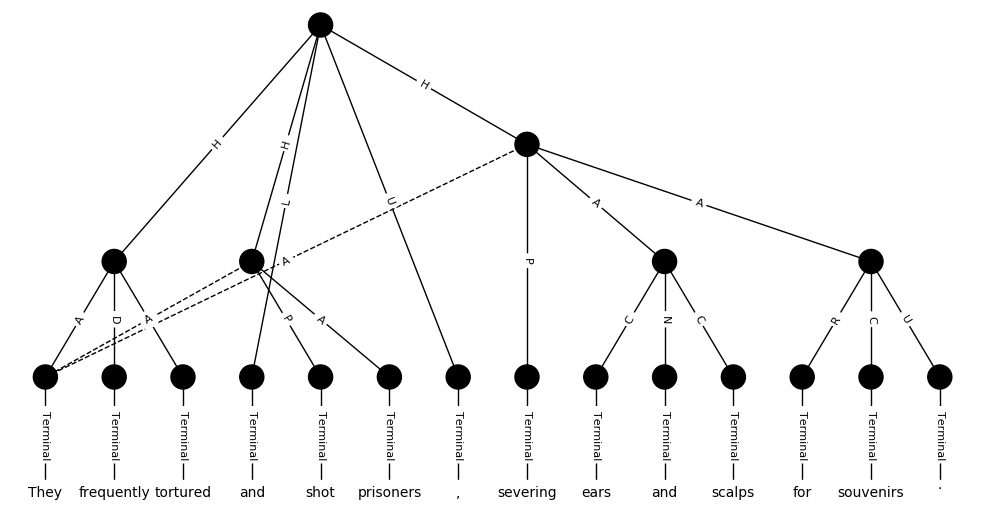 H
H
H
L
U
A
A
A
P
A
A
D
P
A
C
N
C
R
C
U
Terminal Terminal Terminal Terminal Terminal Terminal Terminal Terminal Terminal Terminal Terminal Terminal Terminal Terminal
They frequently tortured and shot prisoners , severing ears and scalps for souvenirs .